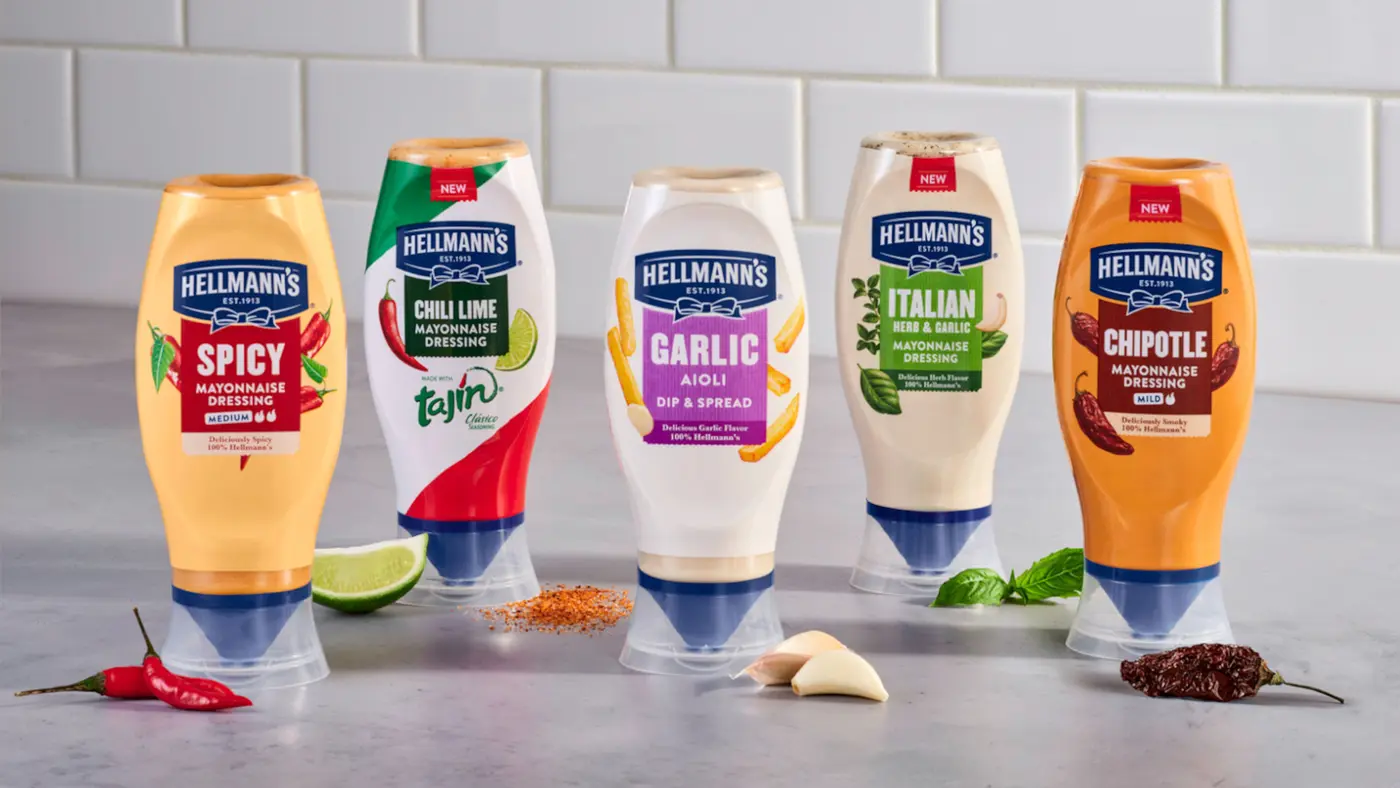 HELLMANN'S
EST.1913
SPICY
MAYONNAISE
DRESSING
MEDIUM
Deliciously Spicy
100% Hellmann's
NEW
HELLMANN'S
EST.1913
CHILI LIME
MAYONNAISE
DRESSING
MADE WITH
tajín
Clásico
SEASONING
HELLMANN'S
EST.1913
GARLIC
AIOLI
DIP & SPREAD
Delicious Garlic Flavor
100% Hellmann's
NEW
HELLMANN'S
EST.1913
ITALIAN
HERB & GARLIC
MAYONNAISE
DRESSING
Delicious Herb Flavor
100% Hellmann's
NEW
HELLMANN'S
EST.1913
CHIPOTLE
MAYONNAISE
DRESSING
MILD
Deliciously Smoky
100% Hellmann's